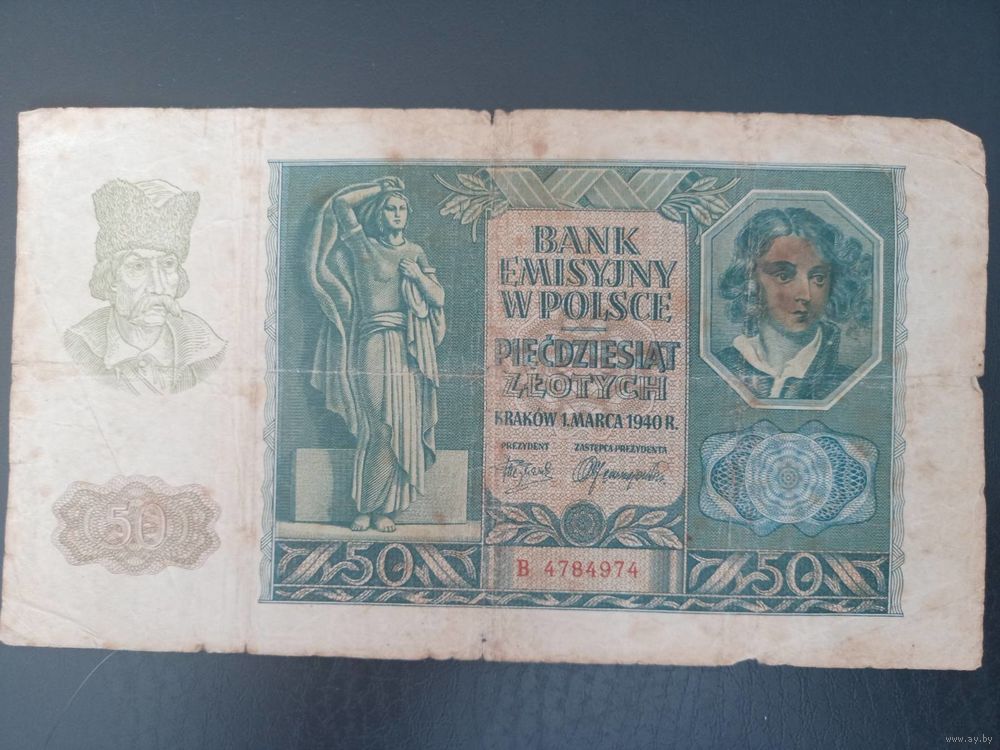 BANK
EMISYJNY
W POLSCE
PIĘĆDZIESIĄT
ZŁOTYCH
KRAKÓW 1. MARCA 1940 R.
PREZYDENT ZASTĘPCA PREZYDENTA
50
50 B 4784974 50
www.ay.by